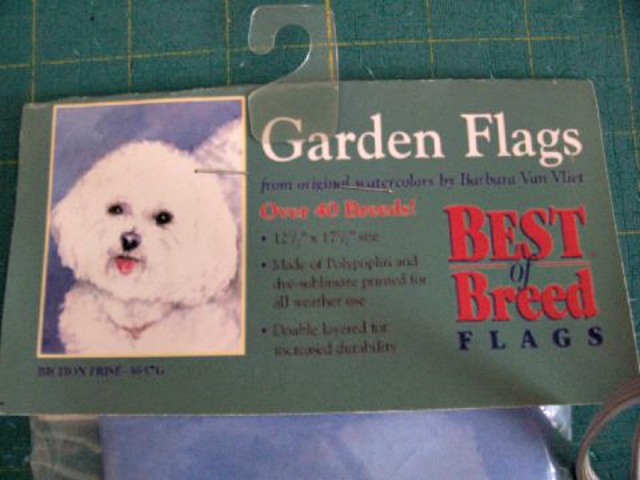 Garden Flags
from original watercolors by Barbara Van Vliet
Over 40 Breeds!
• 12½" x 17½" size
• Made of Polypoplin and
dye-sublimate printed for
all weather use
• Double layered for
increased durability
BEST
of
Breed
FLAGS
BICHON FRISE